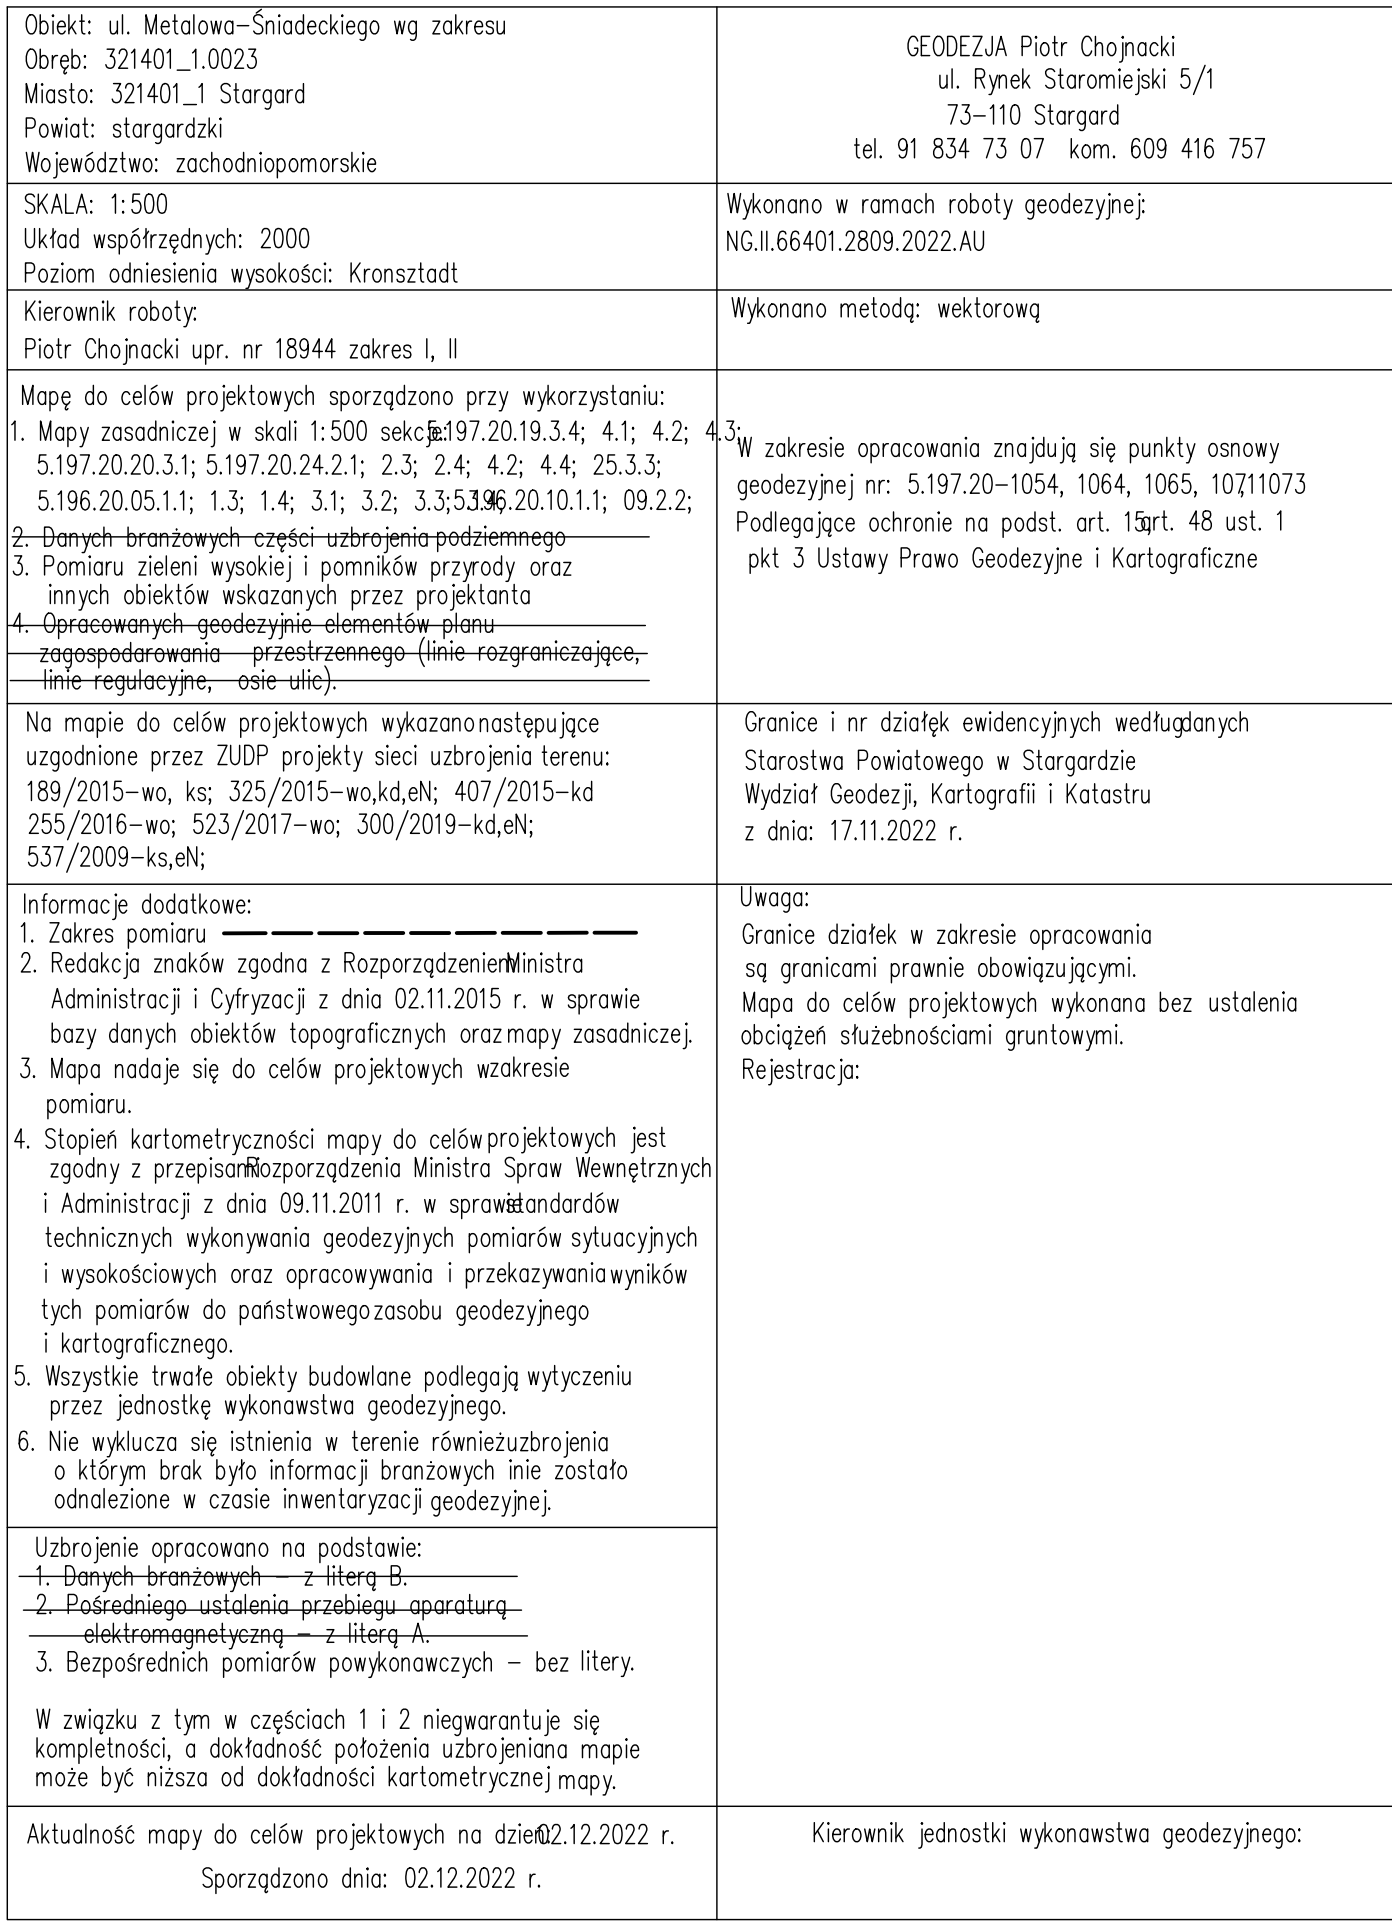 Obiekt: ul. Metalowa-Śniadeckiego wg zakresu
Obręb: 321401_1.0023
Miasto: 321401_1 Stargard
Powiat: stargardzki
Województwo: zachodniopomorskie
GEODEZJA Piotr Chojnacki
ul. Rynek Staromiejski 5/1
73-110 Stargard
tel. 91 834 73 07 kom. 609 416 757
SKALA: 1:500
Układ współrzędnych: 2000
Poziom odniesienia wysokości: Kronsztadt
Wykonano w ramach roboty geodezyjnej:
NG.II.66401.2809.2022.AU
Kierownik roboty:
Piotr Chojnacki upr. nr 18944 zakres I, II
Wykonano metodą: wektorową
Mapę do celów projektowych sporządzono przy wykorzystaniu:
1. Mapy zasadniczej w skali 1:500 sekcje: 5.197.20.19.3.4; 4.1; 4.2; 4.3;
5.197.20.20.3.1; 5.197.20.24.2.1; 2.3; 2.4; 4.2; 4.4; 25.3.3;
5.196.20.05.1.1; 1.3; 1.4; 3.1; 3.2; 3.3; 3.4; 5.196.20.10.1.1; 09.2.2;
2. Danych branżowych części uzbrojenia podziemnego
3. Pomiaru zieleni wysokiej i pomników przyrody oraz
innych obiektów wskazanych przez projektanta
4. Opracowanych geodezyjnie elementów planu
zagospodarowania przestrzennego (linie rozgraniczające,
linie regulacyjne, osie ulic).
W zakresie opracowania znajdują się punkty osnowy
geodezyjnej nr: 5.197.20-1054, 1064, 1065, 1071, 1073
Podlegające ochronie na podst. art. 15, art. 48 ust. 1
pkt 3 Ustawy Prawo Geodezyjne i Kartograficzne
Na mapie do celów projektowych wykazano następujące
uzgodnione przez ZUDP projekty sieci uzbrojenia terenu:
189/2015-wo, ks; 325/2015-wo,kd,eN; 407/2015-kd
255/2016-wo; 523/2017-wo; 300/2019-kd,eN;
537/2009-ks,eN;
Granice i nr działęk ewidencyjnych według danych
Starostwa Powiatowego w Stargardzie
Wydział Geodezji, Kartografii i Katastru
z dnia: 17.11.2022 r.
Informacje dodatkowe:
1. Zakres pomiaru
2. Redakcja znaków zgodna z Rozporządzeniem Ministra
Administracji i Cyfryzacji z dnia 02.11.2015 r. w sprawie
bazy danych obiektów topograficznych oraz mapy zasadniczej.
3. Mapa nadaje się do celów projektowych w zakresie
pomiaru.
4. Stopień kartometryczności mapy do celów projektowych jest
zgodny z przepisami Rozporządzenia Ministra Spraw Wewnętrznych
i Administracji z dnia 09.11.2011 r. w sprawie standardów
technicznych wykonywania geodezyjnych pomiarów sytuacyjnych
i wysokościowych oraz opracowywania i przekazywania wyników
tych pomiarów do państwowego zasobu geodezyjnego
i kartograficznego.
5. Wszystkie trwałe obiekty budowlane podlegają wytyczeniu
przez jednostkę wykonawstwa geodezyjnego.
6. Nie wyklucza się istnienia w terenie również uzbrojenia
o którym brak było informacji branżowych i nie zostało
odnalezione w czasie inwentaryzacji geodezyjnej.
Uwaga:
Granice działek w zakresie opracowania
są granicami prawnie obowiązującymi.
Mapa do celów projektowych wykonana bez ustalenia
obciążeń służebnościami gruntowymi.
Rejestracja:
Uzbrojenie opracowano na podstawie:
1. Danych branżowych - z literą B.
2. Pośredniego ustalenia przebiegu aparaturą
elektromagnetyczną - z literą A.
3. Bezpośrednich pomiarów powykonawczych - bez litery.
W związku z tym w częściach 1 i 2 nie gwarantuje się
kompletności, a dokładność położenia uzbrojenia na mapie
może być niższa od dokładności kartometrycznej mapy.
Aktualność mapy do celów projektowych na dzień: 02.12.2022 r.
Sporządzono dnia: 02.12.2022 r.
Kierownik jednostki wykonawstwa geodezyjnego: